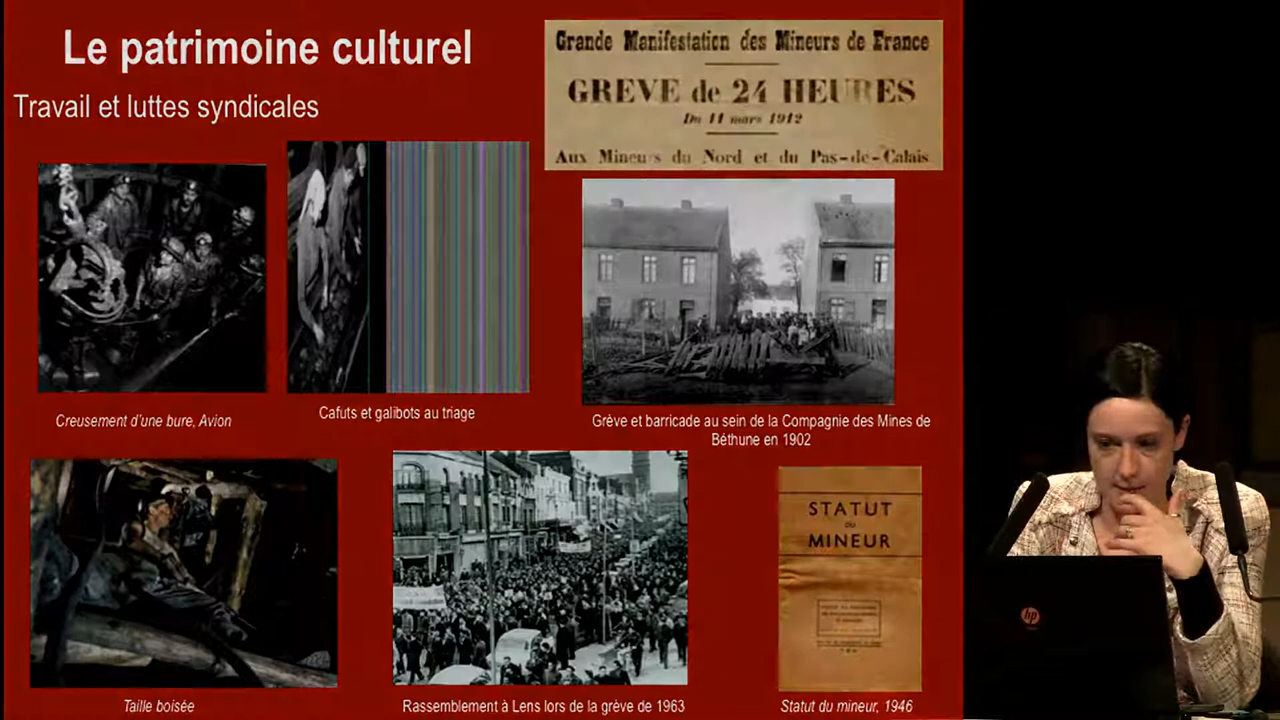 Le patrimoine culturel
Travail et luttes syndicales
Grande Manifestation des Mineurs de France
GREVE de 24 HEURES
Du 11 mars 1912
Aux Mineurs du Nord et du Pas-de-Calais
Creusement d'une bure, Avion
Cafuts et galibots au triage
Grève et barricade au sein de la Compagnie des Mines de
Béthune en 1902
STATUT
DU
MINEUR
Taille boisée
Rassemblement à Lens lors de la grève de 1963
Statut du mineur, 1946
hp